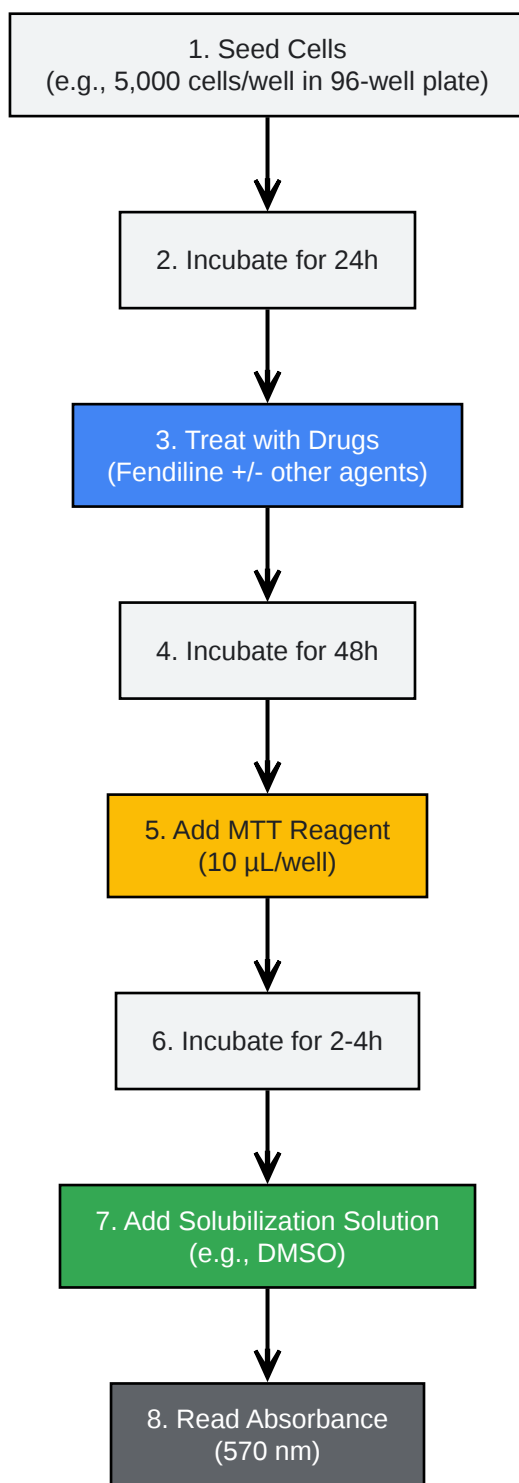 1. Seed Cells
(e.g., 5,000 cells/well in 96-well plate)
2. Incubate for 24h
3. Treat with Drugs
(Fendiline +/- other agents)
4. Incubate for 48h
5. Add MTT Reagent
(10 µL/well)
6. Incubate for 2-4h
7. Add Solubilization Solution
(e.g., DMSO)
8. Read Absorbance
(570 nm)